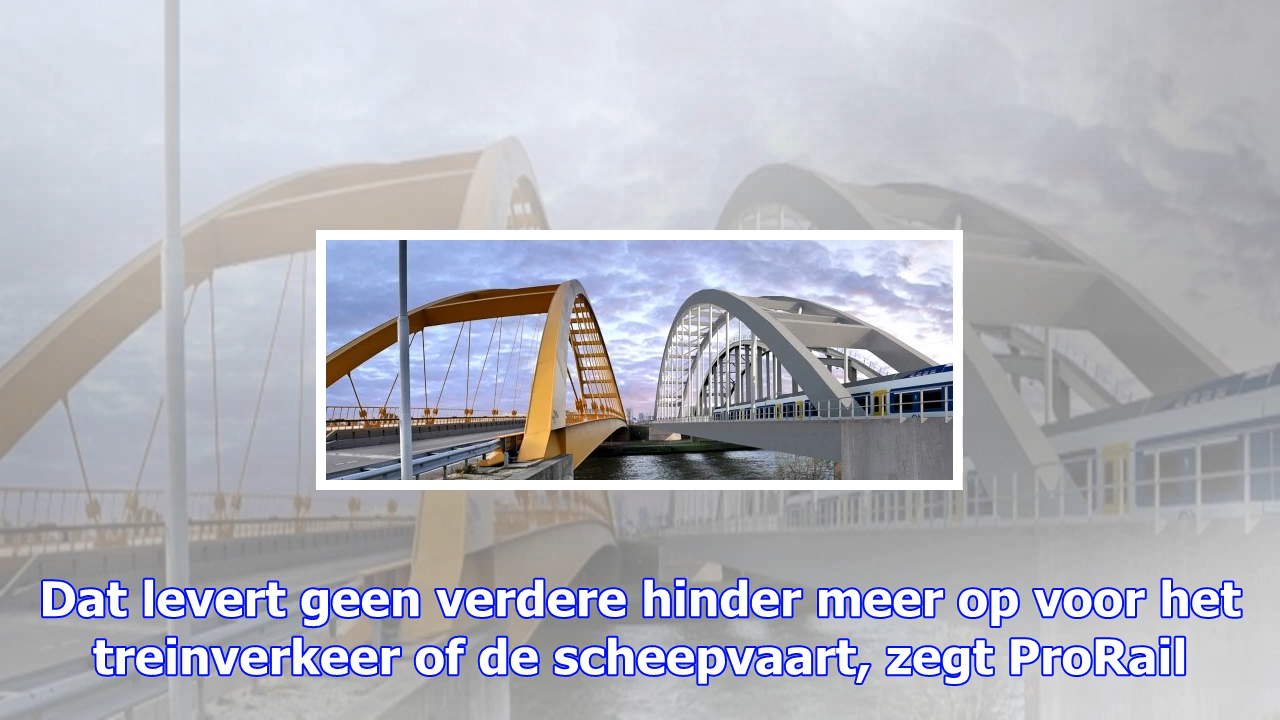 Dat levert geen verdere hinder meer op voor het
treinverkeer of de scheepvaart, zegt ProRail